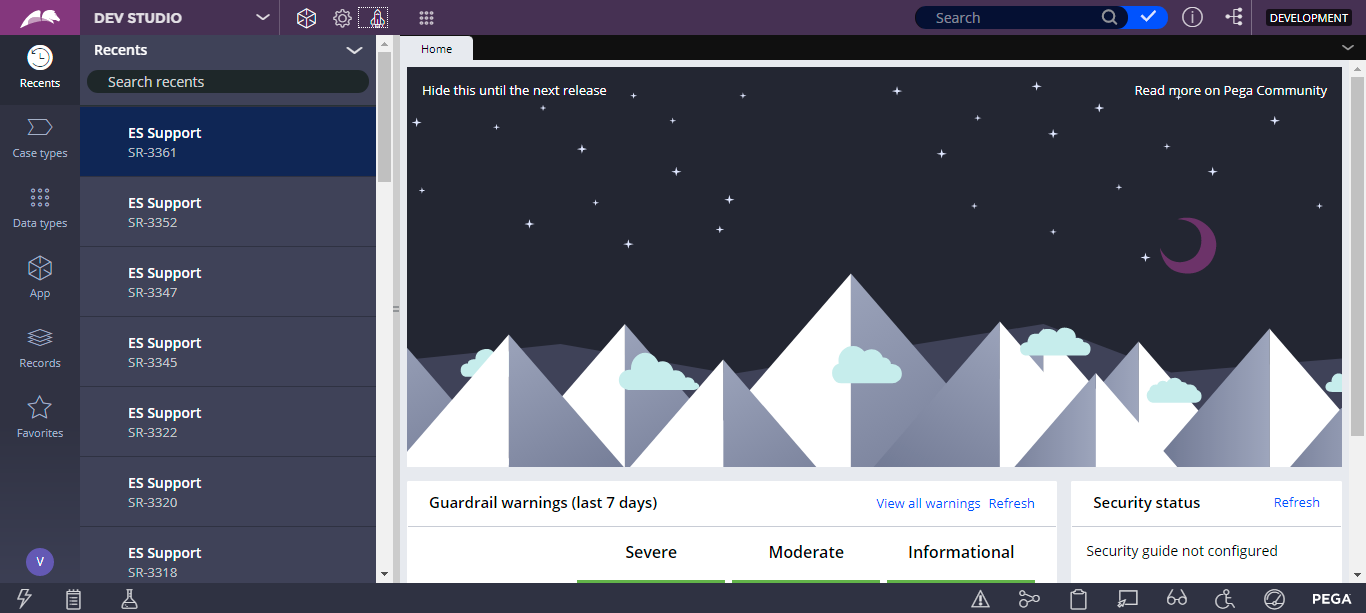 DEV STUDIO
Search
DEVELOPMENT
Recents
Recents
Search recents
Case types
Data types
App
Records
Favorites
V
ES Support
SR-3361
ES Support
SR-3352
ES Support
SR-3347
ES Support
SR-3345
ES Support
SR-3322
ES Support
SR-3320
ES Support
SR-3318
Home
Hide this until the next release
Read more on Pega Community
Guardrail warnings (last 7 days)
View all warnings Refresh
Severe Moderate Informational
Security status
Refresh
Security guide not configured
PEGA